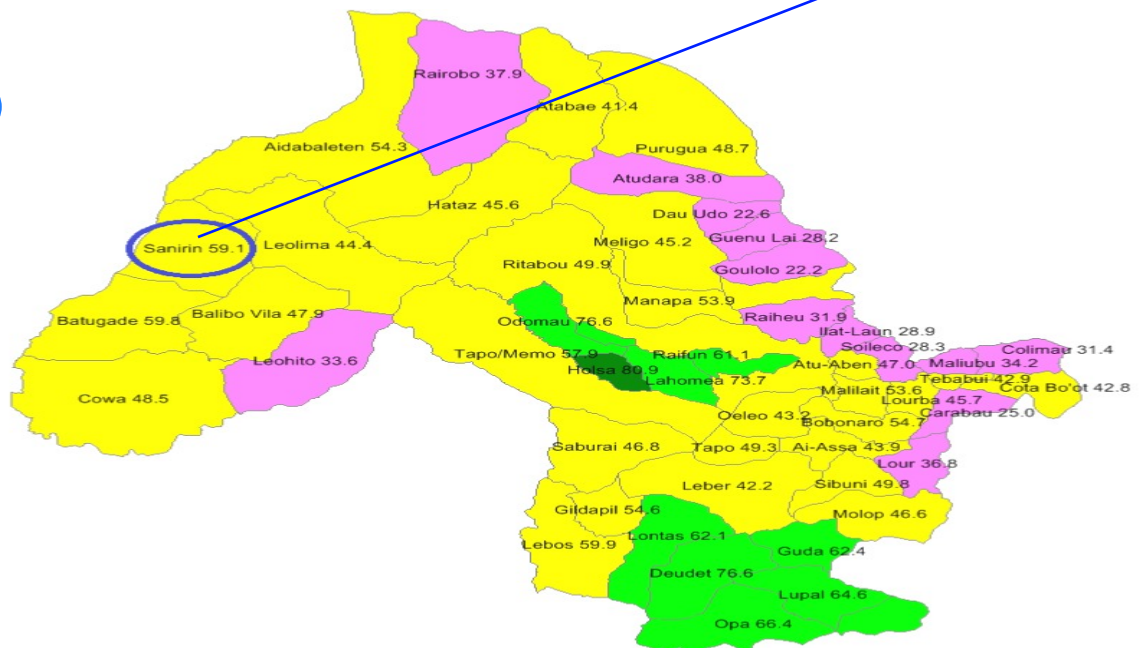 Rairobo 37.9
Atabae 41.4
Aidabaleten 54.3
Purugua 48.7
Atudara 38.0
Hataz 45.6
Dau Udo 22.6
Sanirin 59.1
Leolima 44.4
Meligo 45.2
Guenu Lai 28.2
Ritabou 49.9
Goulolo 22.2
Manapa 53.9
Batugade 59.8
Balibo Vila 47.9
Odomau 76.6
Raiheu 31.9
Ilat-Laun 28.9
Soileco 28.3
Leohito 33.6
Tapo/Memo 57.9
Raifun 61.1
Colimau 31.4
Holsa 80.9
Atu-Aben 47.0
Maliubu 34.2
Lahomea 73.7
Tebabui 42.9
Cota Bo'ot 42.8
Cowa 48.5
Malilait 53.6
Lourba 45.7
Oeleo 43.2
Carabau 25.0
Bobonaro 54.7
Saburai 46.8
Tapo 49.3
Ai-Assa 43.9
Lour 36.8
Leber 42.2
Sibuni 49.8
Gildapil 54.6
Molop 46.6
Lontas 62.1
Lebos 59.9
Guda 62.4
Deudet 76.6
Lupal 64.6
Opa 66.4